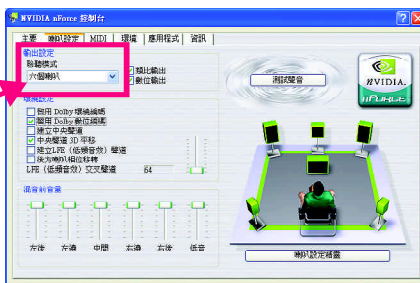 NVIDIA nForce 控制台
主要 喇叭設定 MIDI 環境 應用程式 資訊
輸出設定
聆聽模式
六個喇叭
類比輸出
數位輸出
測試聲音
NVIDIA.
環繞設定
啟用 Dolby 環繞編碼
啟用 Dolby 數位編碼
建立中央聲道
中央聲道 3D 平移
建立LFE (低頻音效) 聲道
後方喇叭相位移轉
LFE (低頻音效) 交叉聲道 64
混音前音量
左後 左邊 中間 右邊 右後 低音
喇叭設定精靈